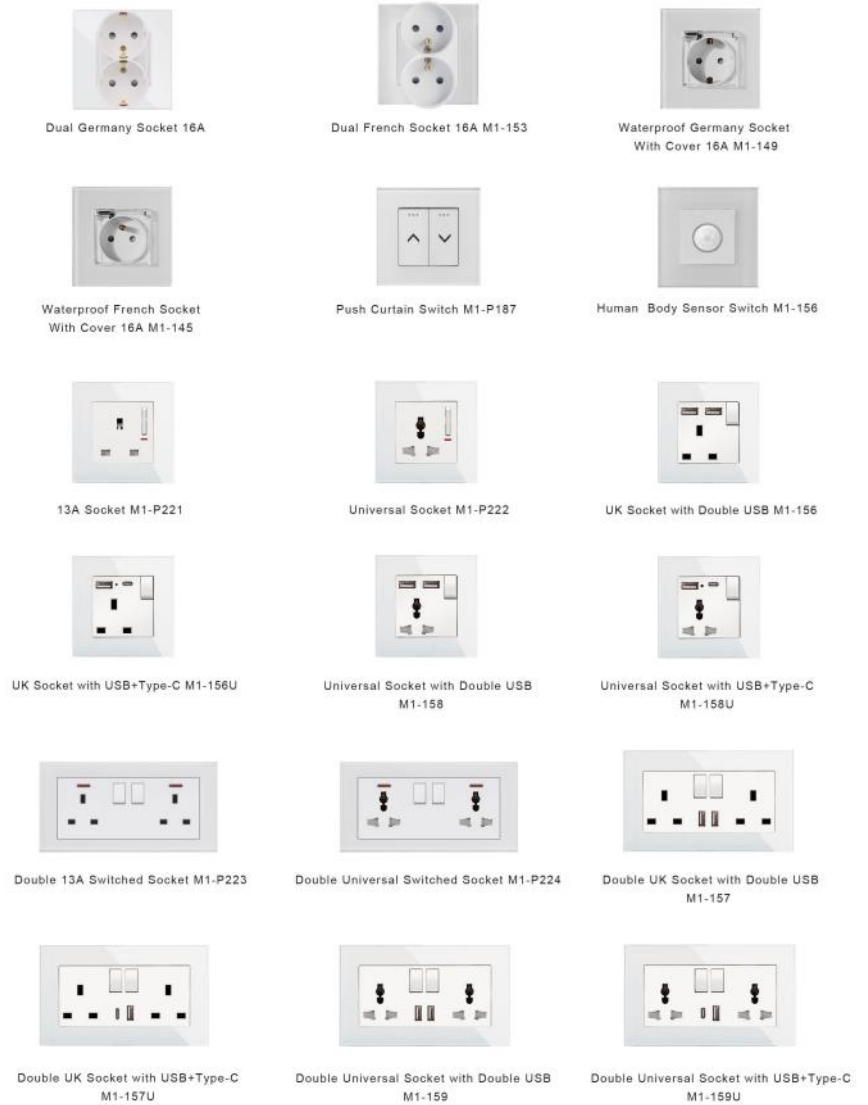 Dual Germany Socket 16A
Dual French Socket 16A M1-153
Waterproof Germany Socket
With Cover 16A M1-149
Waterproof French Socket
With Cover 16A M1-145
Push Curtain Switch M1-P187
Human Body Sensor Switch M1-156
13A Socket M1-P221
Universal Socket M1-P222
UK Socket with Double USB M1-156
UK Socket with USB+Type-C M1-156U
Universal Socket with Double USB
M1-158
Universal Socket with USB+Type-C
M1-158U
Double 13A Switched Socket M1-P223
Double Universal Switched Socket M1-P224
Double UK Socket with Double USB
M1-157
Double UK Socket with USB+Type-C
M1-157U
Double Universal Socket with Double USB
M1-159
Double Universal Socket with USB+Type-C
M1-159U